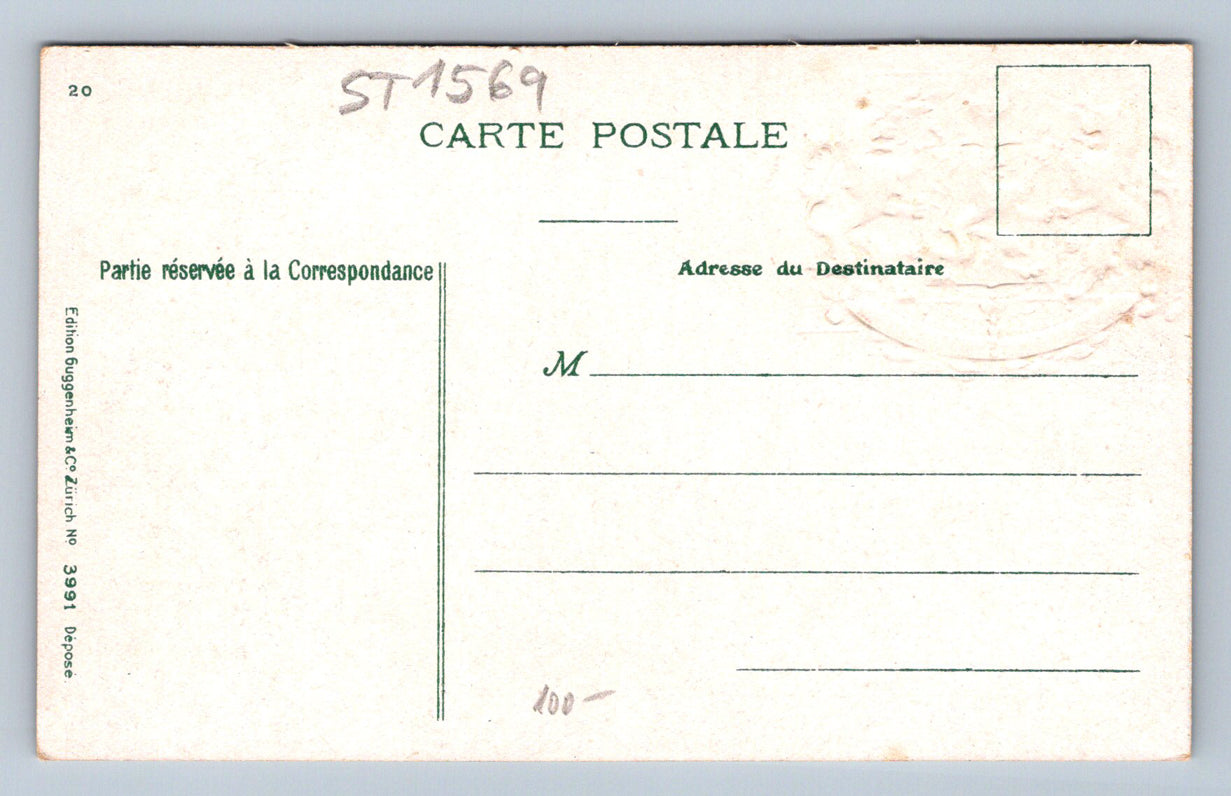 20
ST1569
CARTE POSTALE
Partie réservée à la Correspondance
Adresse du Destinataire
M
Edition Guggenheim & Cº Zürich Nº 3991 Déposé
100-